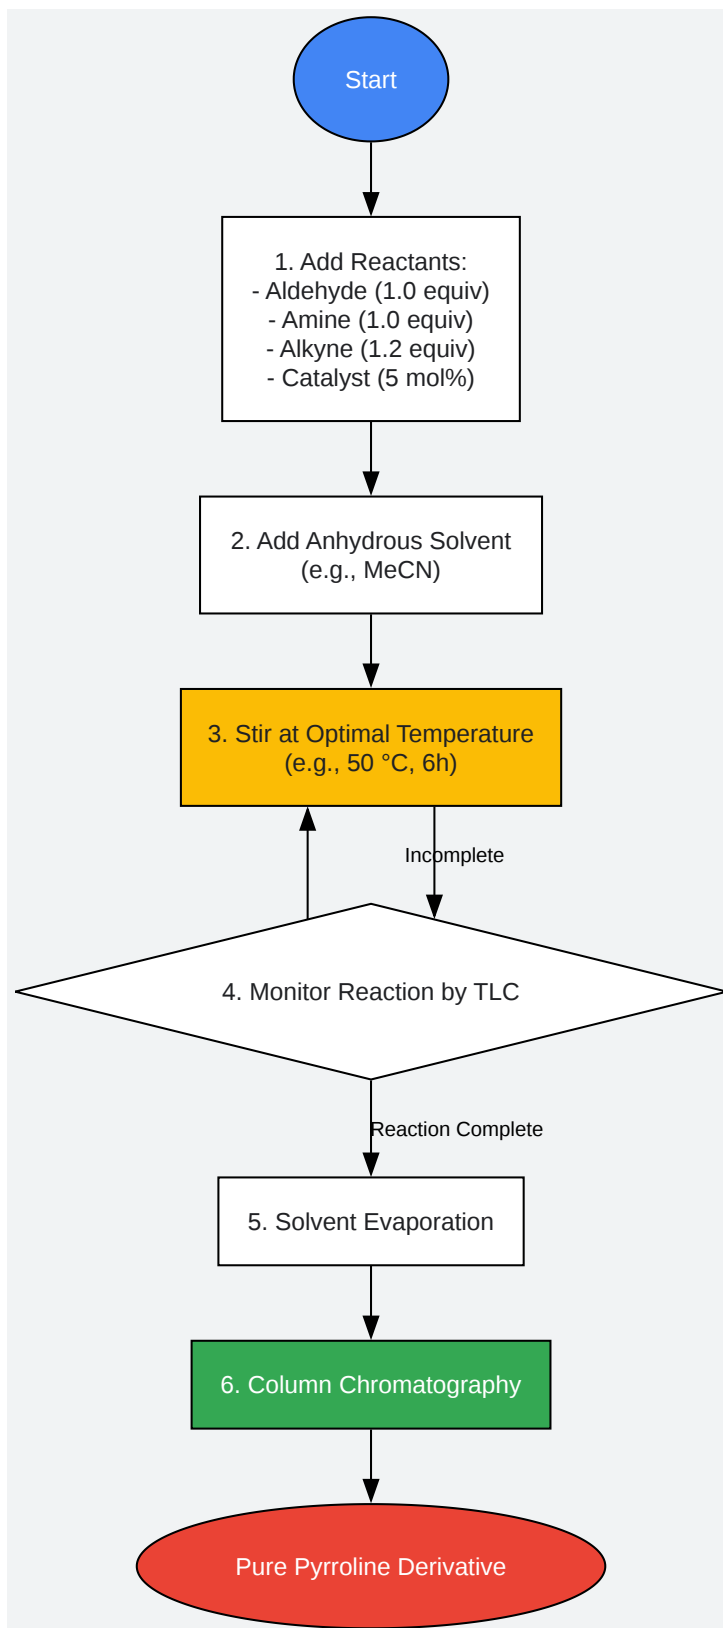 Start
1. Add Reactants:
- Aldehyde (1.0 equiv)
- Amine (1.0 equiv)
- Alkyne (1.2 equiv)
- Catalyst (5 mol%)
2. Add Anhydrous Solvent
(e.g., MeCN)
3. Stir at Optimal Temperature
(e.g., 50 °C, 6h)
Incomplete
4. Monitor Reaction by TLC
Reaction Complete
5. Solvent Evaporation
6. Column Chromatography
Pure Pyrroline Derivative